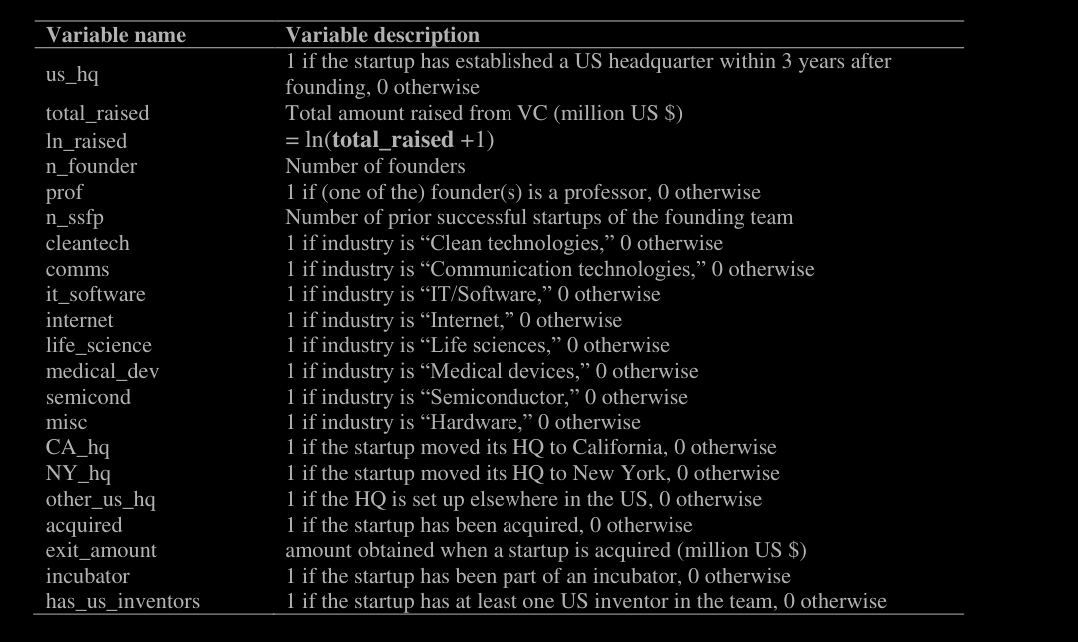 Variable name Variable description
us_hq 1 if the startup has established a US headquarter within 3 years after
founding, 0 otherwise
total_raised Total amount raised from VC (million US $)
ln_raised = ln(total_raised +1)
n_founder Number of founders
prof 1 if (one of the) founder(s) is a professor, 0 otherwise
n_ssfp Number of prior successful startups of the founding team
cleantech 1 if industry is “Clean technologies,” 0 otherwise
comms 1 if industry is “Communication technologies,” 0 otherwise
it_software 1 if industry is “IT/Software,” 0 otherwise
internet 1 if industry is “Internet,” 0 otherwise
life_science 1 if industry is “Life sciences,” 0 otherwise
medical_dev 1 if industry is “Medical devices,” 0 otherwise
semicond 1 if industry is “Semiconductor,” 0 otherwise
misc 1 if industry is “Hardware,” 0 otherwise
CA_hq 1 if the startup moved its HQ to California, 0 otherwise
NY_hq 1 if the startup moved its HQ to New York, 0 otherwise
other_us_hq 1 if the HQ is set up elsewhere in the US, 0 otherwise
acquired 1 if the startup has been acquired, 0 otherwise
exit_amount amount obtained when a startup is acquired (million US $)
incubator 1 if the startup has been part of an incubator, 0 otherwise
has_us_inventors 1 if the startup has at least one US inventor in the team, 0 otherwise